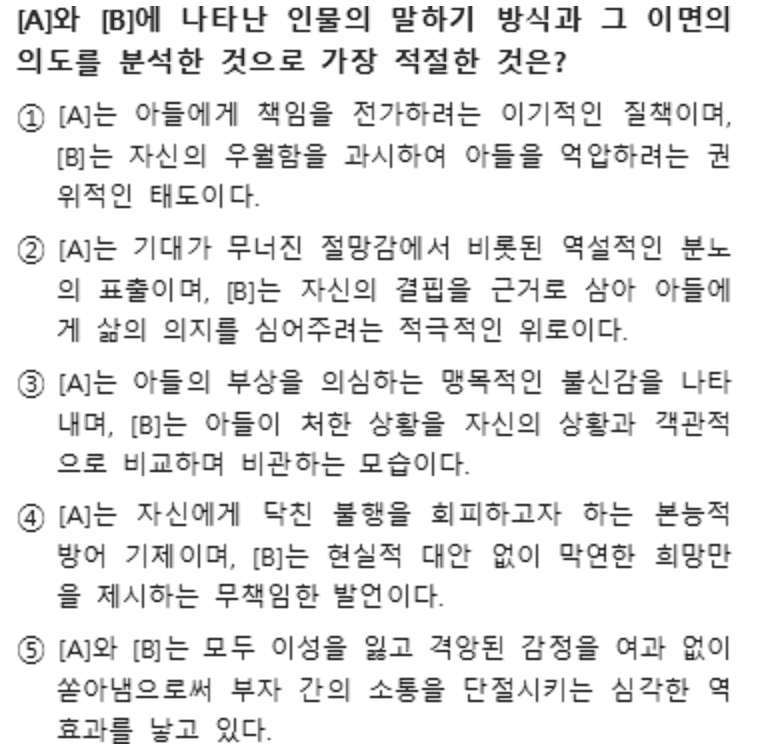 [A]와 [B]에 나타난 인물의 말하기 방식과 그 이면의
의도를 분석한 것으로 가장 적절한 것은?
① [A]는 아들에게 책임을 전가하려는 이기적인 질책이며,
[B]는 자신의 우월함을 과시하여 아들을 억압하려는 권
위적인 태도이다.
② [A]는 기대가 무너진 절망감에서 비롯된 역설적인 분노
의 표출이며, [B]는 자신의 결핍을 근거로 삼아 아들에
게 삶의 의지를 심어주려는 적극적인 위로이다.
③ [A]는 아들의 부상을 의심하는 맹목적인 불신감을 나타
내며, [B]는 아들이 처한 상황을 자신의 상황과 객관적
으로 비교하며 비관하는 모습이다.
④ [A]는 자신에게 닥친 불행을 회피하고자 하는 본능적
방어 기제이며, [B]는 현실적 대안 없이 막연한 희망만
을 제시하는 무책임한 발언이다.
⑤ [A]와 [B]는 모두 이성을 잃고 격앙된 감정을 여과 없이
쏟아냄으로써 부자 간의 소통을 단절시키는 심각한 역
효과를 낳고 있다.